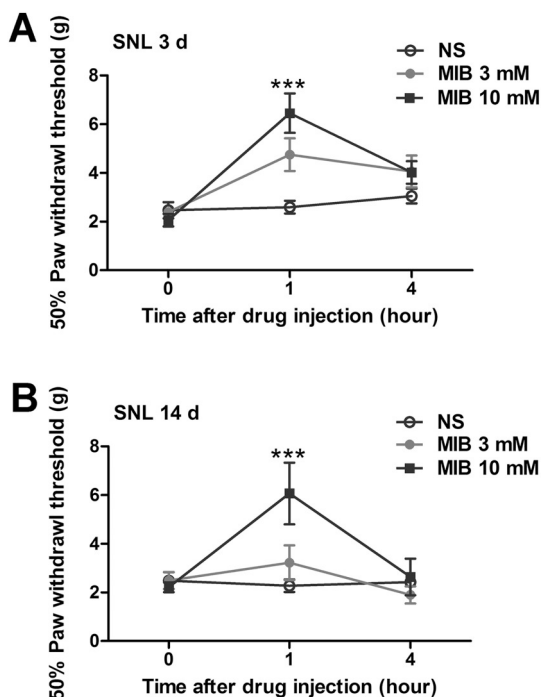 A
SNL 3 d
NS
MIB 3 mM
MIB 10 mM
50% Paw withdrawl threshold (g)
8
6
4
2
0
***
0 1 4
Time after drug injection (hour)
B
SNL 14 d
NS
MIB 3 mM
MIB 10 mM
50% Paw withdrawl threshold (g)
8
6
4
2
0
***
0 1 4
Time after drug injection (hour)